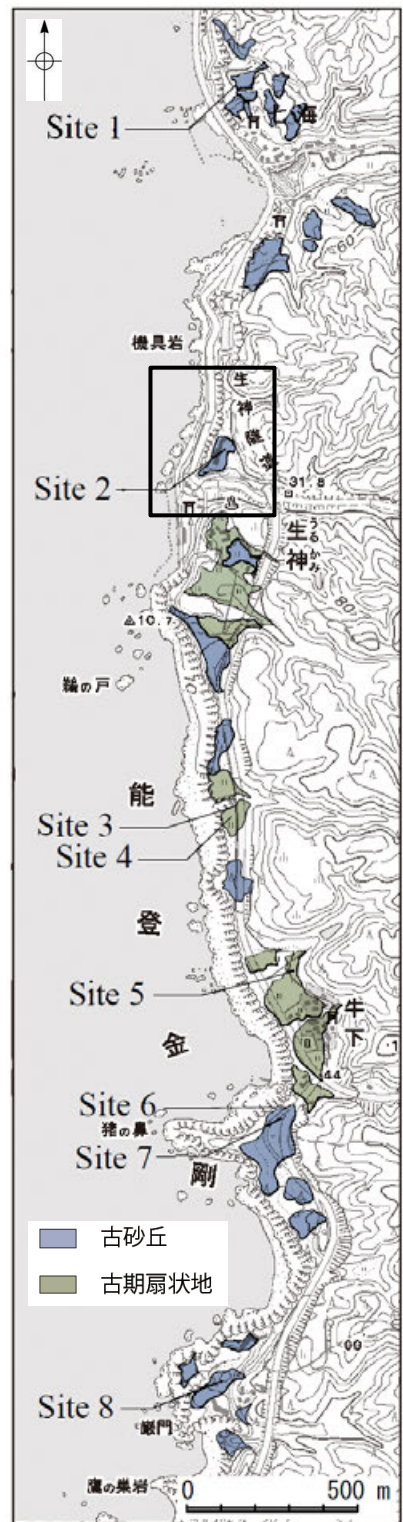 Site 1
七海
60
機具岩
生神隧道
Site 2
31.8
生神
うるかみ
80
10.7
鵜の戸
能登金剛
Site 3
Site 4
Site 5
牛下
44
Site 6
猪の鼻
Site 7
古砂丘
古期扇状地
Site 8
巌門
鷹の巣岩
0 500 m